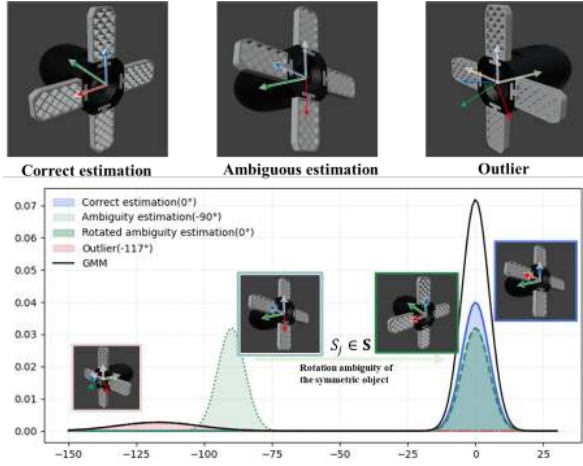 Correct estimation
Ambiguous estimation
Outlier
0.07
0.06
0.05
0.04
0.03
0.02
0.01
0.00
Correct estimation(0°)
Ambiguity estimation(-90°)
Rotated ambiguity estimation(0°)
Outlier(-117°)
GMM
S_j ∈ S
Rotation ambiguity of
the symmetric object
−150 −125 −100 −75 −50 −25 0 25